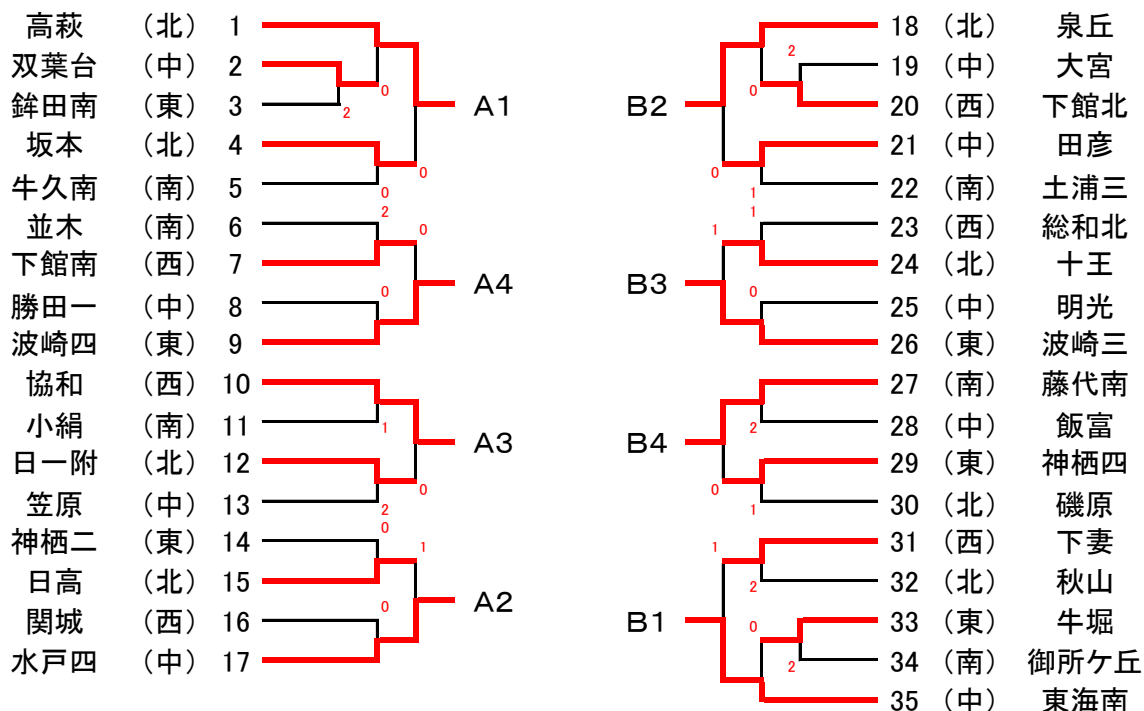 高萩 （北） 1
双葉台 （中） 2
0
鉾田南 （東） 3
2
A1
坂本 （北） 4
0
牛久南 （南） 5
0
2
並木 （南） 6
0
下館南 （西） 7
A4
0
勝田一 （中） 8
波崎四 （東） 9
協和 （西） 10
小絹 （南） 11
1
A3
日一附 （北） 12
0
笠原 （中） 13
2
0
神栖二 （東） 14
1
日高 （北） 15
A2
0
関城 （西） 16
水戸四 （中） 17
18 （北） 泉丘
2
19 （中） 大宮
0
B2
20 （西） 下館北
21 （中） 田彦
0
22 （南） 土浦三
1
1
23 （西） 総和北
1
24 （北） 十王
B3
0
25 （中） 明光
26 （東） 波崎三
27 （南） 藤代南
28 （中） 飯富
2
B4
29 （東） 神栖四
0
30 （北） 磯原
1
31 （西） 下妻
1
32 （北） 秋山
2
B1
0
33 （東） 牛堀
34 （南） 御所ケ丘
2
35 （中） 東海南